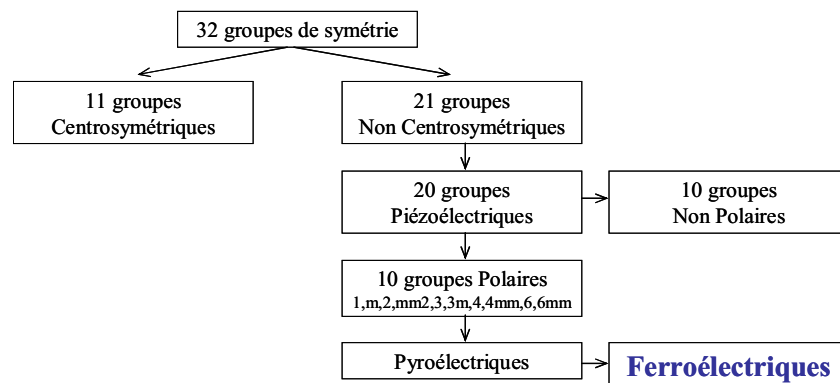 32 groupes de symétrie
11 groupes
Centrosymétriques
21 groupes
Non Centrosymétriques
20 groupes
Piézoélectriques
10 groupes
Non Polaires
10 groupes Polaires
1,m,2,mm2,3,3m,4,4mm,6,6mm
Pyroélectriques
Ferroélectriques